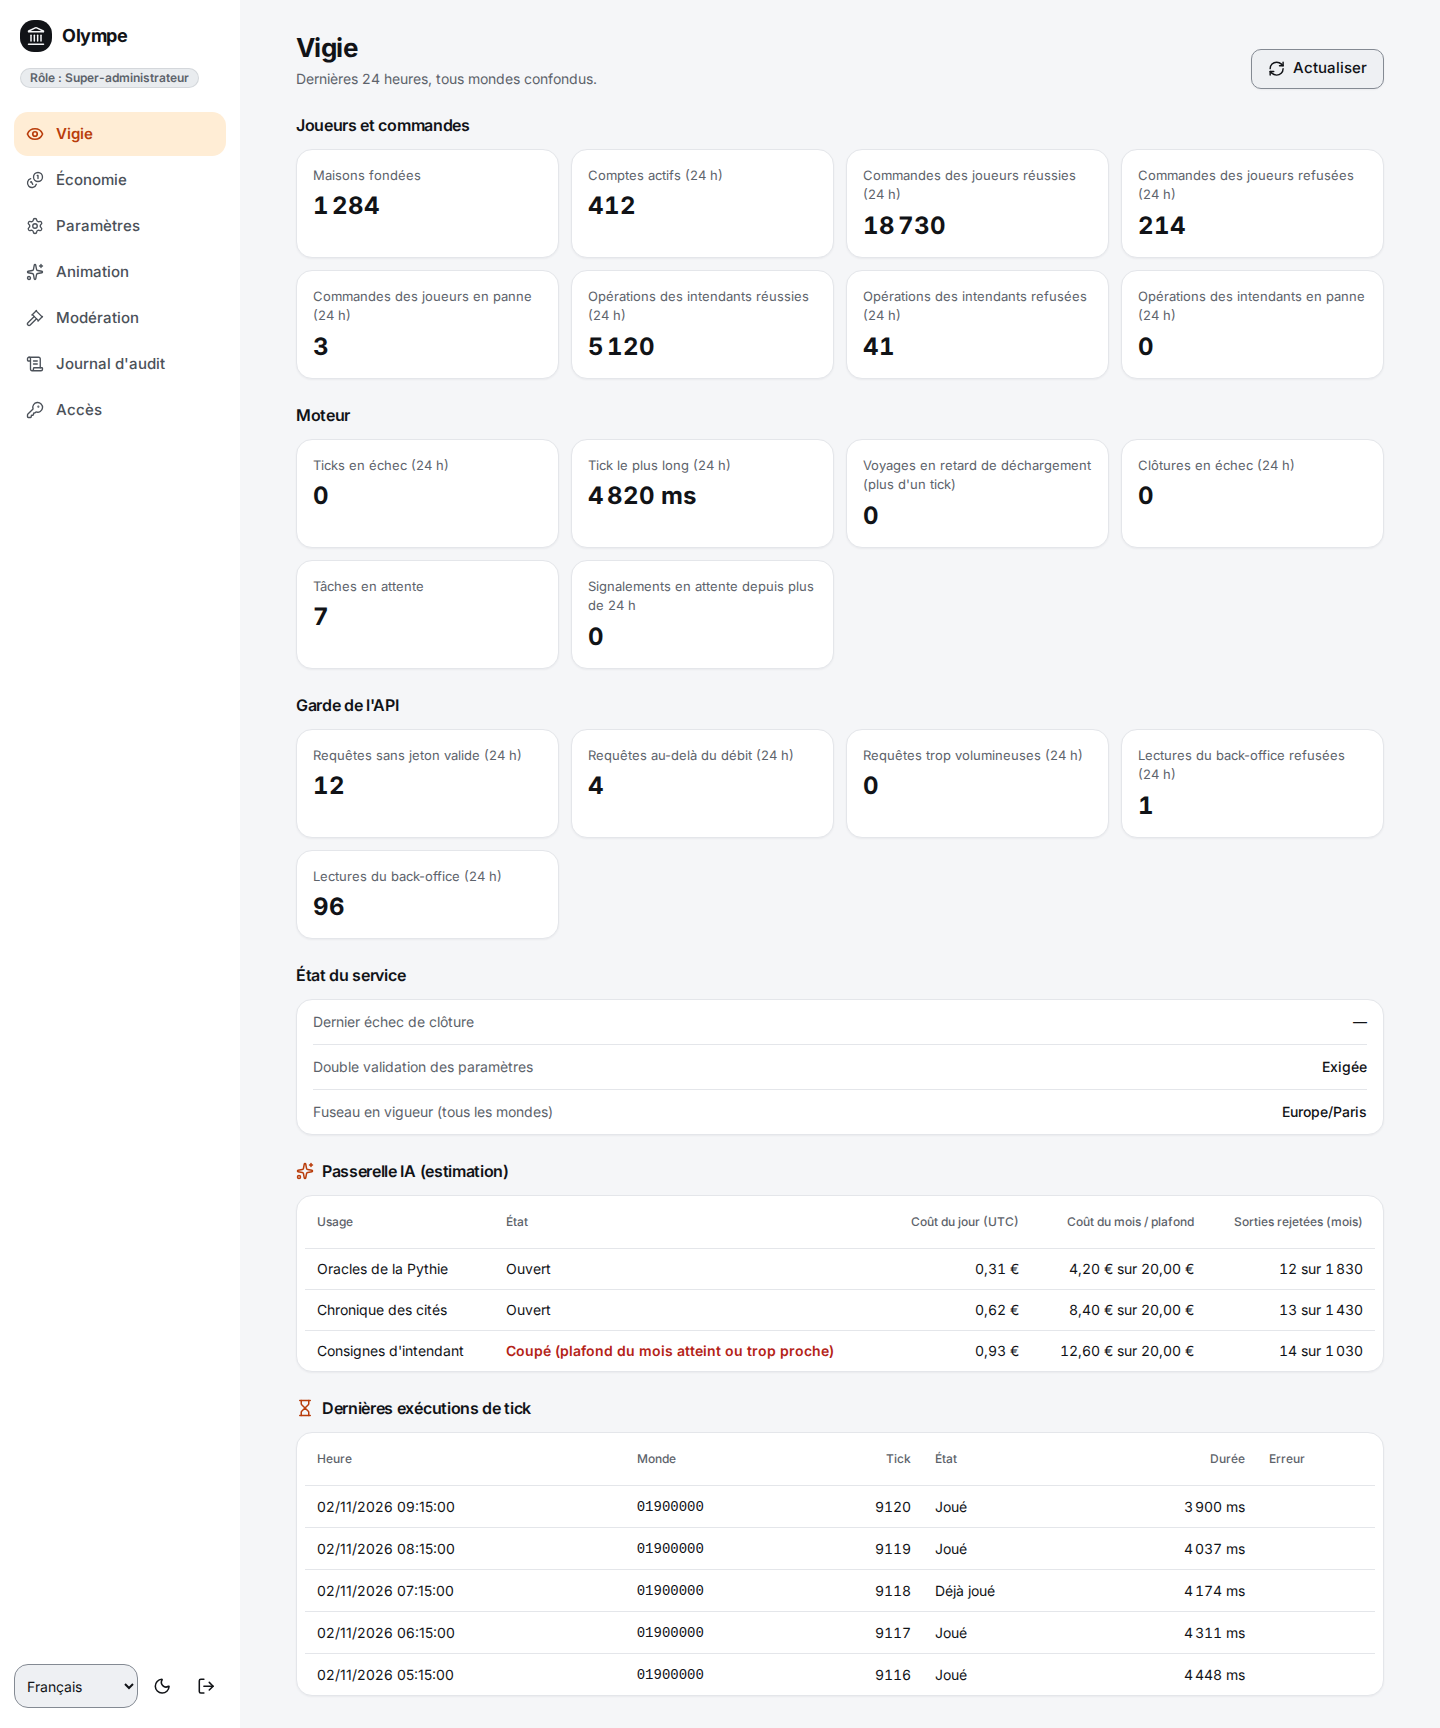 Olympe
Rôle : Super-administrateur
Vigie
Économie
Paramètres
Animation
Modération
Journal d'audit
Accès
Français
Vigie
Dernières 24 heures, tous mondes confondus.
Actualiser
Joueurs et commandes
Maisons fondées
1 284
Comptes actifs (24 h)
412
Commandes des joueurs réussies
(24 h)
18 730
Commandes des joueurs refusées
(24 h)
214
Commandes des joueurs en panne
(24 h)
3
Opérations des intendants réussies
(24 h)
5 120
Opérations des intendants refusées
(24 h)
41
Opérations des intendants en panne
(24 h)
0
Moteur
Ticks en échec (24 h)
0
Tick le plus long (24 h)
4 820 ms
Voyages en retard de déchargement
(plus d'un tick)
0
Clôtures en échec (24 h)
0
Tâches en attente
7
Signalements en attente depuis plus
de 24 h
0
Garde de l'API
Requêtes sans jeton valide (24 h)
12
Requêtes au-delà du débit (24 h)
4
Requêtes trop volumineuses (24 h)
0
Lectures du back-office refusées
(24 h)
1
Lectures du back-office (24 h)
96
État du service
Dernier échec de clôture —
Double validation des paramètres Exigée
Fuseau en vigueur (tous les mondes) Europe/Paris
Passerelle IA (estimation)
Usage État Coût du jour (UTC) Coût du mois / plafond Sorties rejetées (mois)
Oracles de la Pythie Ouvert 0,31 € 4,20 € sur 20,00 € 12 sur 1 830
Chronique des cités Ouvert 0,62 € 8,40 € sur 20,00 € 13 sur 1 430
Consignes d'intendant Coupé (plafond du mois atteint ou trop proche) 0,93 € 12,60 € sur 20,00 € 14 sur 1 030
Dernières exécutions de tick
Heure Monde Tick État Durée Erreur
02/11/2026 09:15:00 01900000 9120 Joué 3 900 ms
02/11/2026 08:15:00 01900000 9119 Joué 4 037 ms
02/11/2026 07:15:00 01900000 9118 Déjà joué 4 174 ms
02/11/2026 06:15:00 01900000 9117 Joué 4 311 ms
02/11/2026 05:15:00 01900000 9116 Joué 4 448 ms